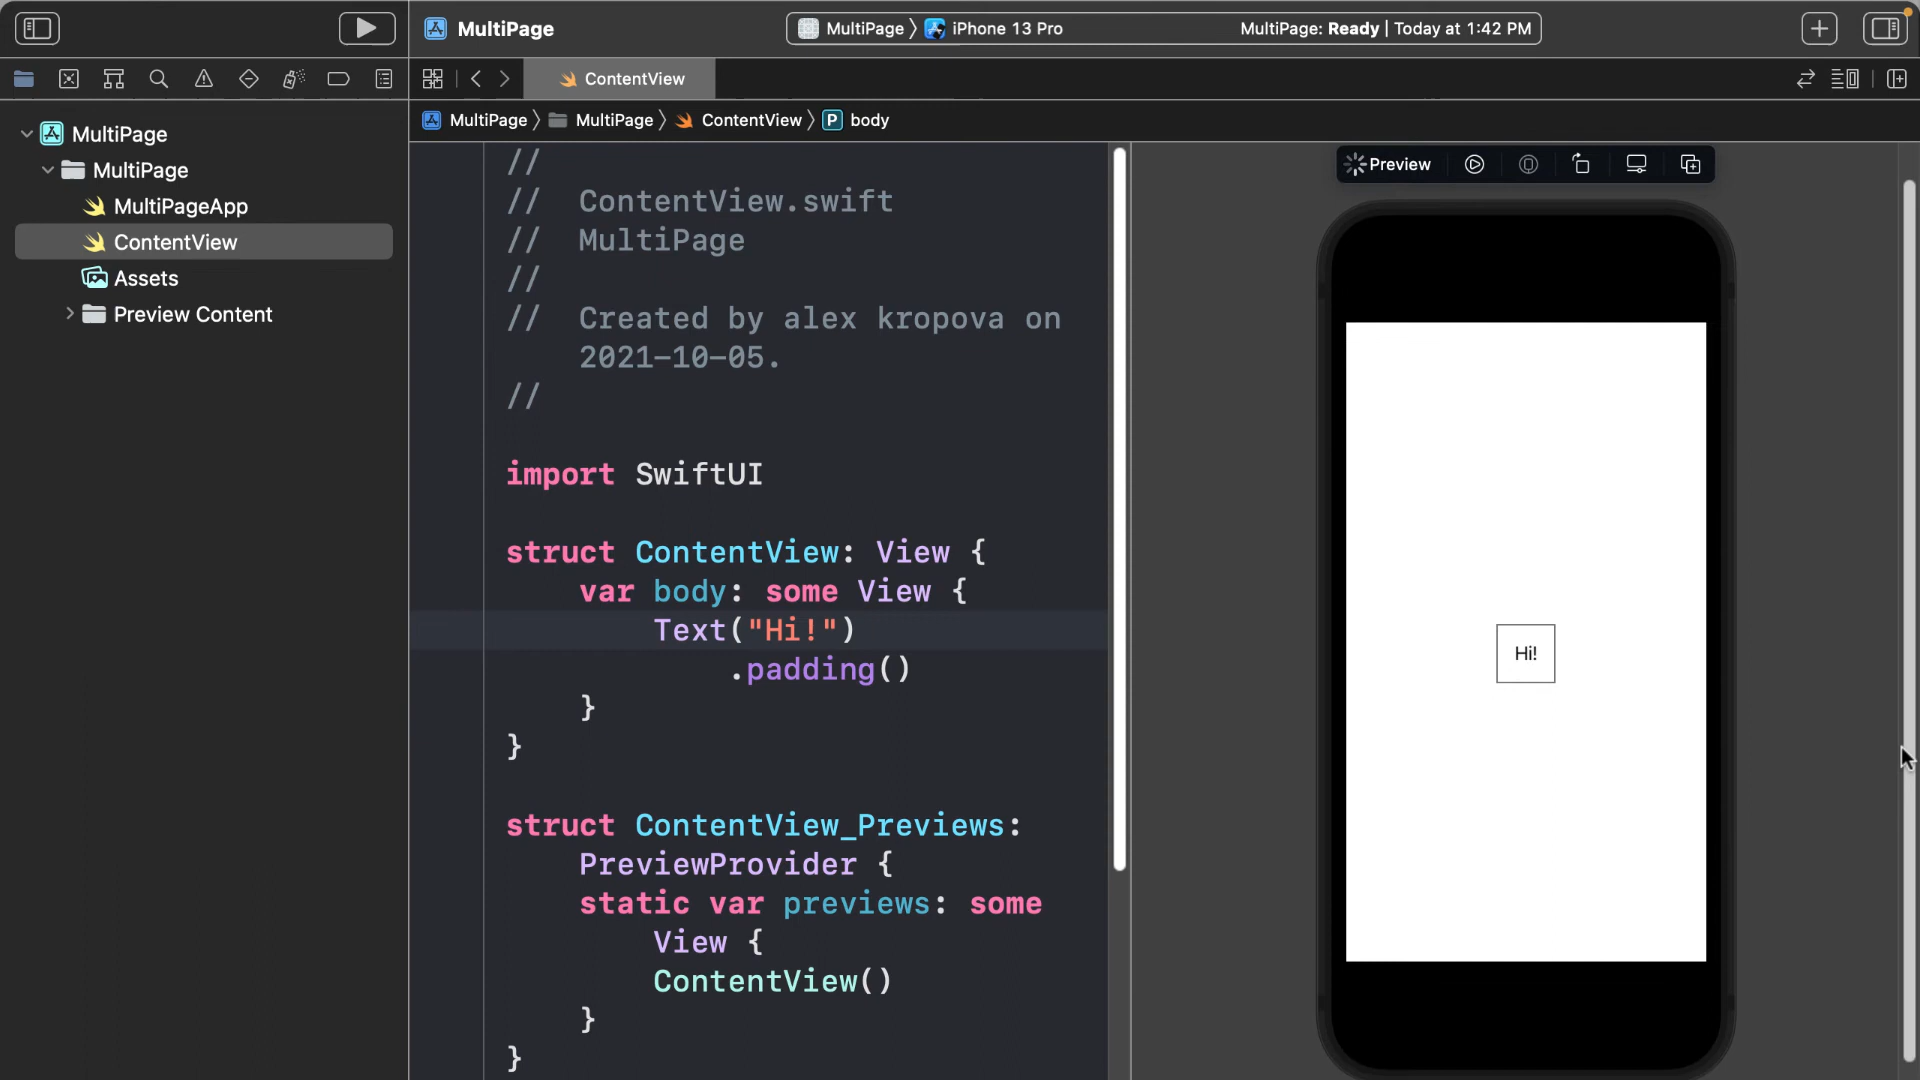 MultiPage
MultiPage 〉 iPhone 13 Pro
MultiPage: Ready | Today at 1:42 PM
ContentView
MultiPage 〉 MultiPage 〉 ContentView 〉 P body
MultiPage
MultiPage
MultiPageApp
ContentView
Assets
Preview Content
//
//  ContentView.swift
//  MultiPage
//
//  Created by alex kropova on
    2021-10-05.
//
import SwiftUI
struct ContentView: View {
    var body: some View {
        Text("Hi!")
            .padding()
    }
}
struct ContentView_Previews:
    PreviewProvider {
    static var previews: some
        View {
        ContentView()
    }
}
Preview
Hi!